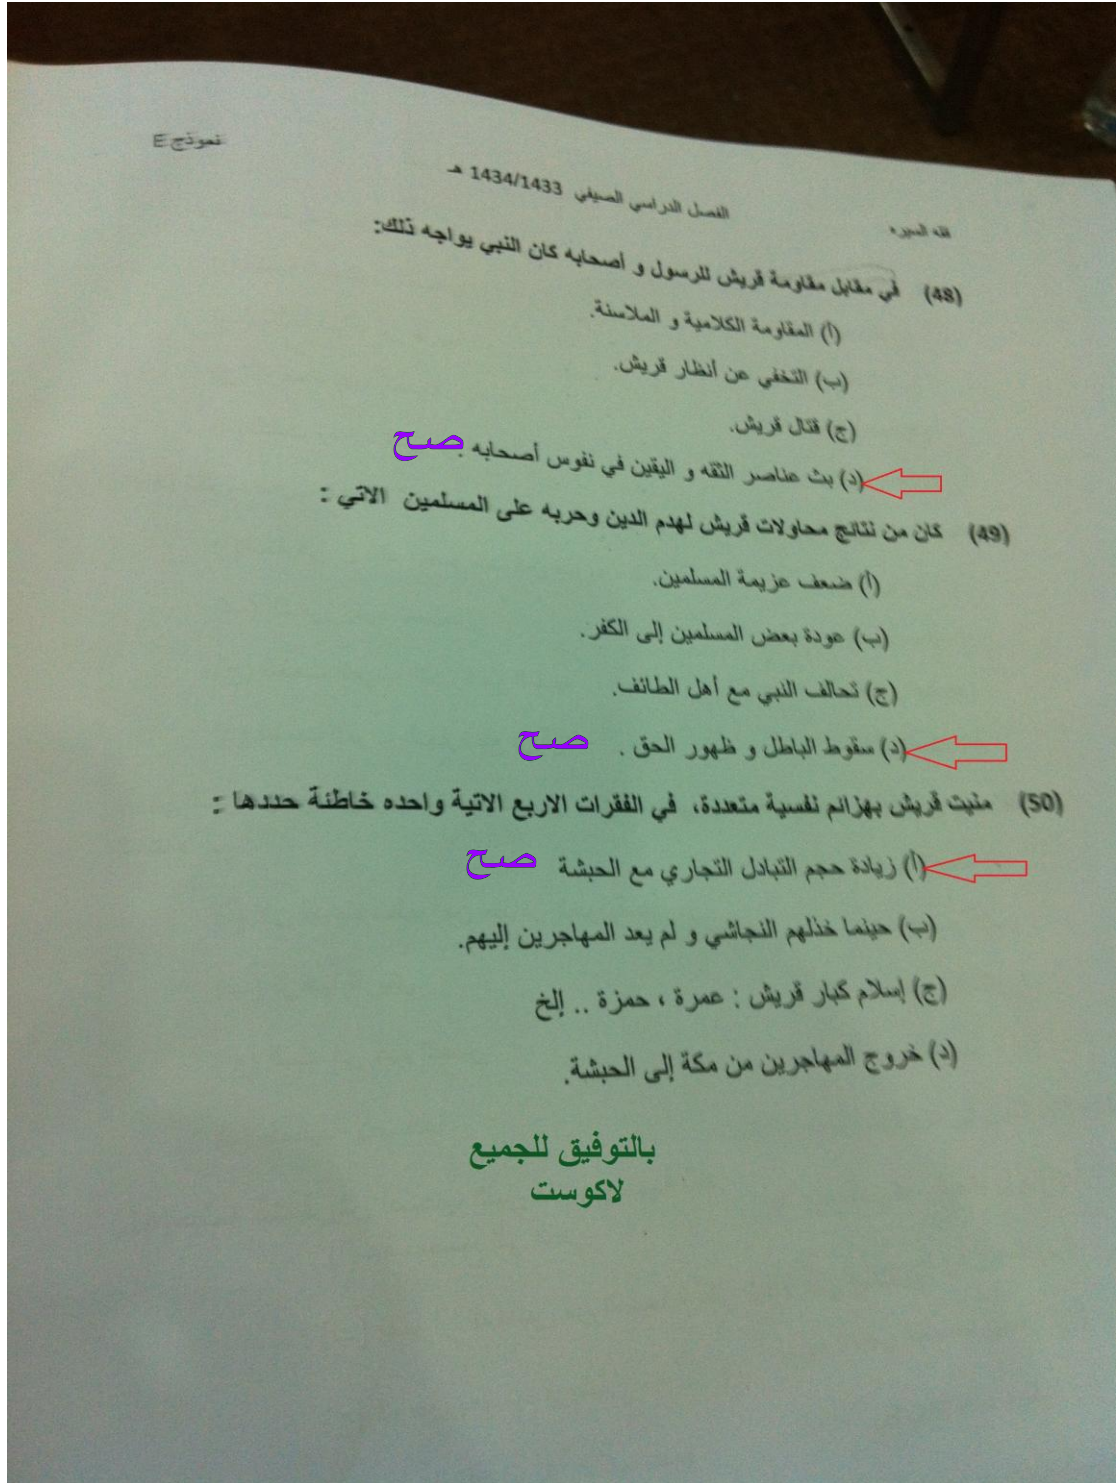 نموذج E
الفصل الدراسي الصيفي 1434/1433 هـ
فقه السيره
(48) في مقابل مقاومة قريش للرسول و أصحابه كان النبي يواجه ذلك:
(أ) المقاومة الكلامية و الملاسنة.
(ب) التخفي عن أنظار قريش.
(ج) قتال قريش.
(د) بث عناصر الثقه و اليقين في نفوس أصحابه . صح
(49) كان من نتائج محاولات قريش لهدم الدين وحربه على المسلمين الاتي :
(أ) ضعف عزيمة المسلمين.
(ب) عودة بعض المسلمين إلى الكفر.
(ج) تحالف النبي مع أهل الطائف.
(د) سقوط الباطل و ظهور الحق . صح
(50) منيت قريش بهزائم نفسية متعددة، في الفقرات الاربع الاتية واحده خاطئة حددها :
(أ) زيادة حجم التبادل التجاري مع الحبشة صح
(ب) حينما خذلهم النجاشي و لم يعد المهاجرين إليهم.
(ج) إسلام كبار قريش : عمرة ، حمزة .. إلخ
(د) خروج المهاجرين من مكة إلى الحبشة.
بالتوفيق للجميع
لاكوست